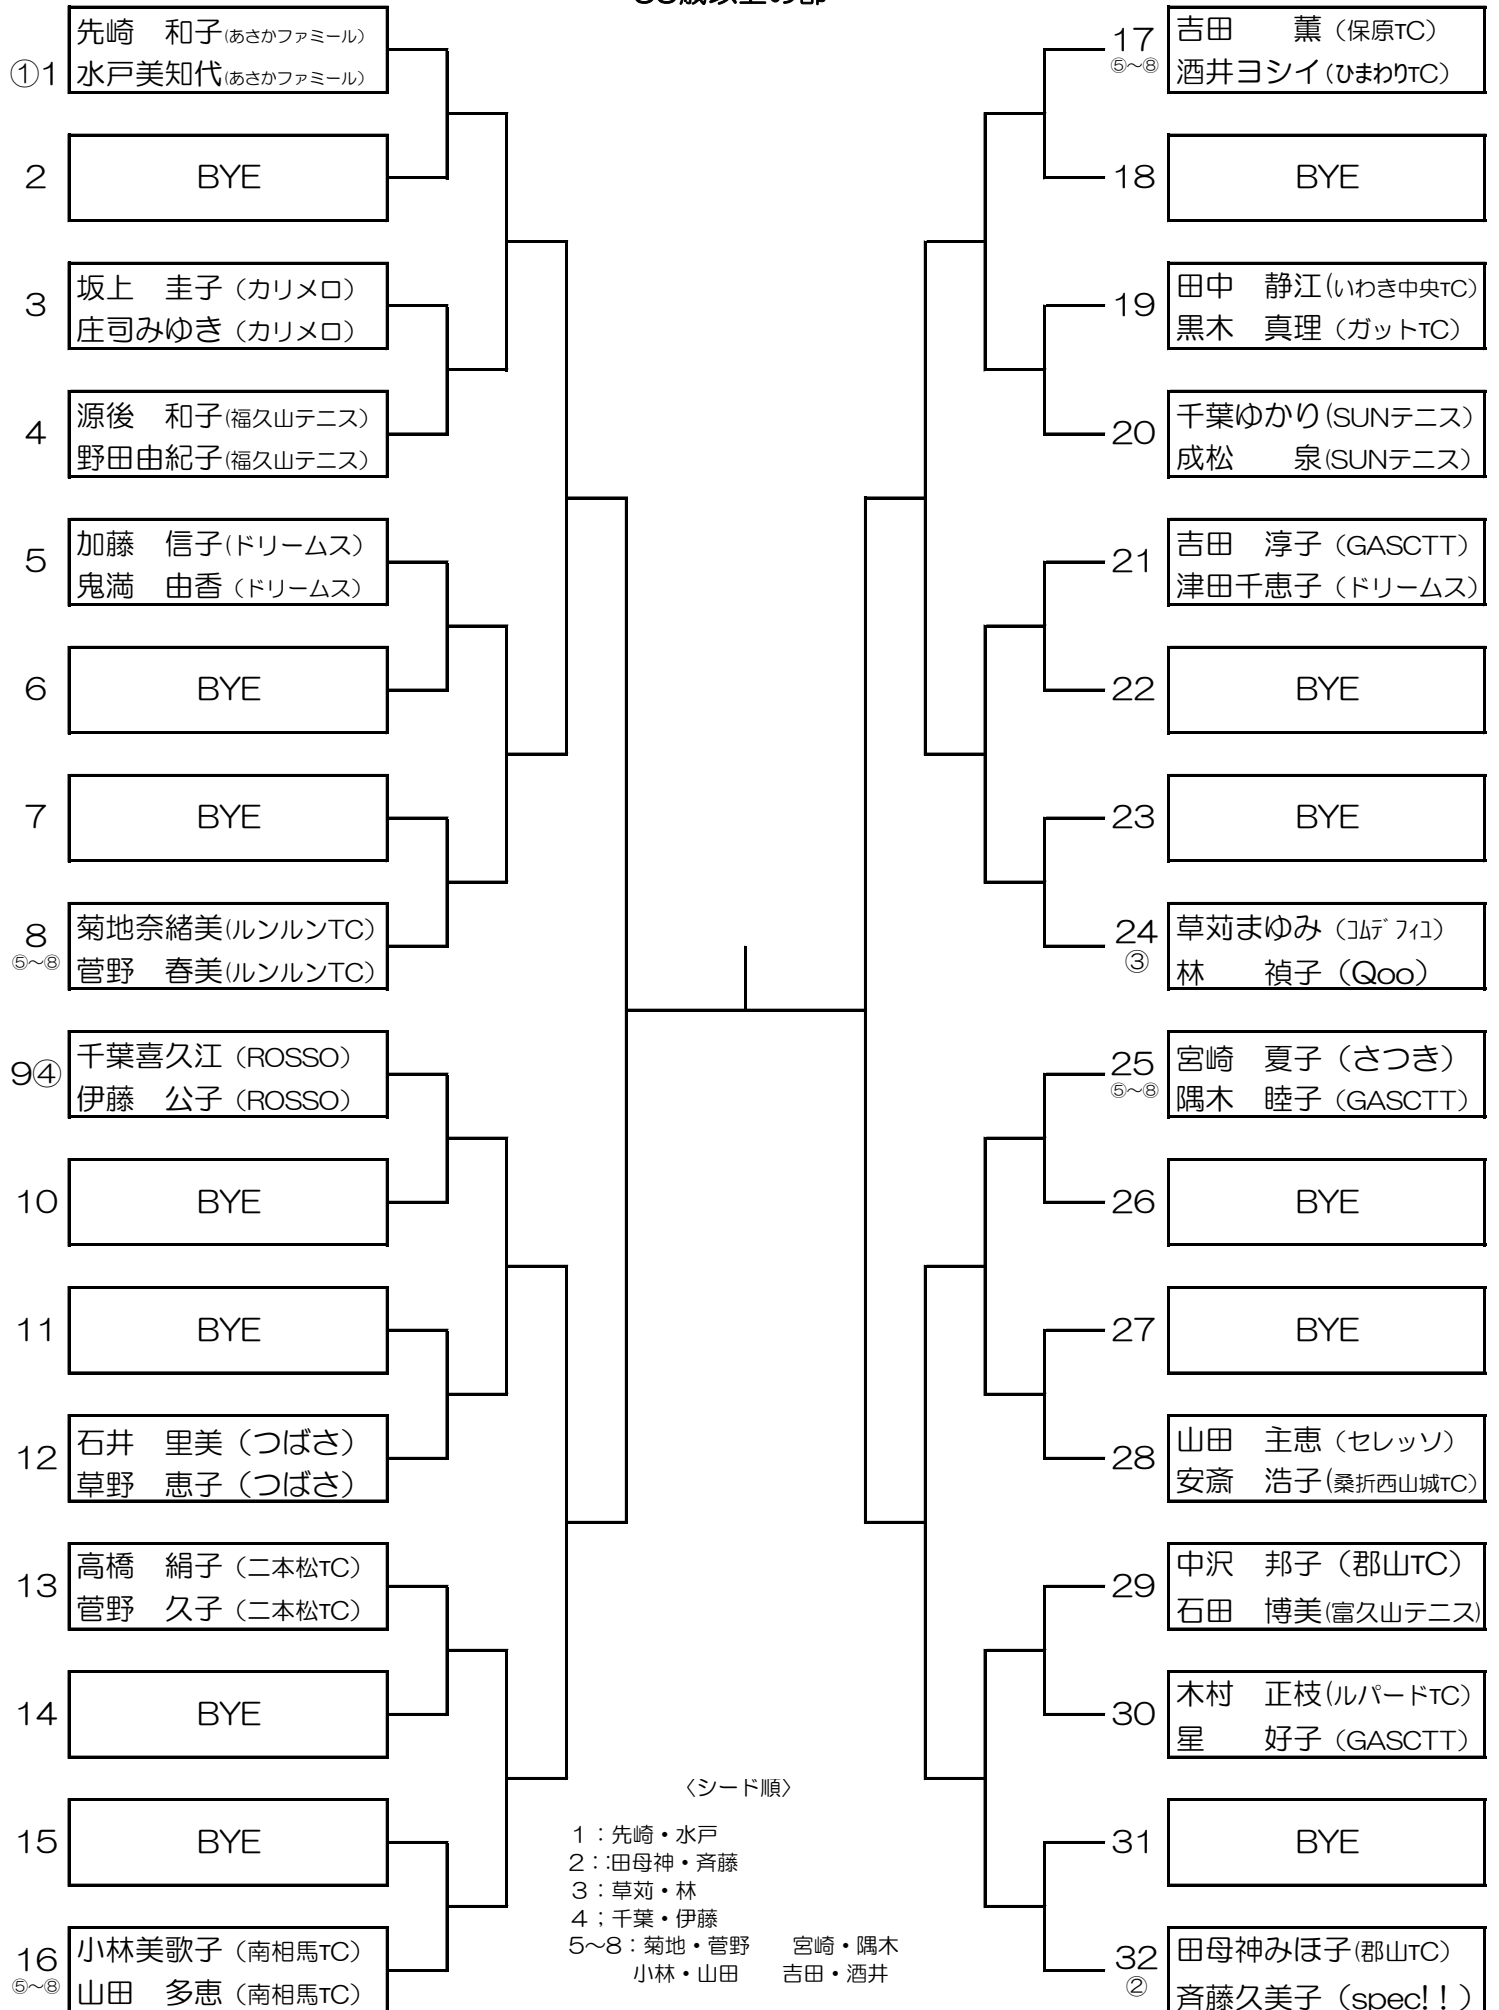 先崎　和子(あさかファミール)
①1 水戸美知代(あさかファミール)
2 BYE
3 坂上　圭子（カリメロ）
庄司みゆき（カリメロ）
4 源後　和子(福久山テニス)
野田由紀子(福久山テニス)
5 加藤　信子(ドリームス)
鬼満　由香（ドリームス）
6 BYE
7 BYE
8 菊地奈緒美(ルンルンTC)
⑤～⑧ 菅野　春美(ルンルンTC)
9④ 千葉喜久江（ROSSO）
伊藤　公子（ROSSO）
10 BYE
11 BYE
12 石井　里美（つばさ）
草野　恵子（つばさ）
13 高橋　絹子（二本松TC）
菅野　久子（二本松TC）
14 BYE
15 BYE
16 小林美歌子（南相馬TC）
⑤～⑧ 山田　多恵（南相馬TC）
17 吉田　　薫（保原TC）
⑤～⑧ 酒井ヨシイ(ひまわりTC)
18 BYE
19 田中　静江(いわき中央TC)
黒木　真理（ガットTC）
20 千葉ゆかり(SUNテニス)
成松　　泉(SUNテニス)
21 吉田　淳子（GASCTT）
津田千恵子（ドリームス）
22 BYE
23 BYE
24 草苅まゆみ（ｺﾑﾃﾞﾌｨﾕ）
③ 林　　禎子（Qoo）
25 宮崎　夏子（さつき）
⑤～⑧ 隅木　睦子（GASCTT）
26 BYE
27 BYE
28 山田　主恵（セレッソ）
安斎　浩子(桑折西山城TC)
29 中沢　邦子（郡山TC）
石田　博美(富久山テニス)
30 木村　正枝(ルパードTC)
星　　好子（GASCTT）
31 BYE
32 田母神みほ子(郡山TC)
② 斉藤久美子（spec!！）
〈シード順〉
1：先崎・水戸
2：:田母神・斉藤
3：草苅・林
4；千葉・伊藤
5～8：菊地・菅野　　宮崎・隅木
小林・山田　　吉田・酒井